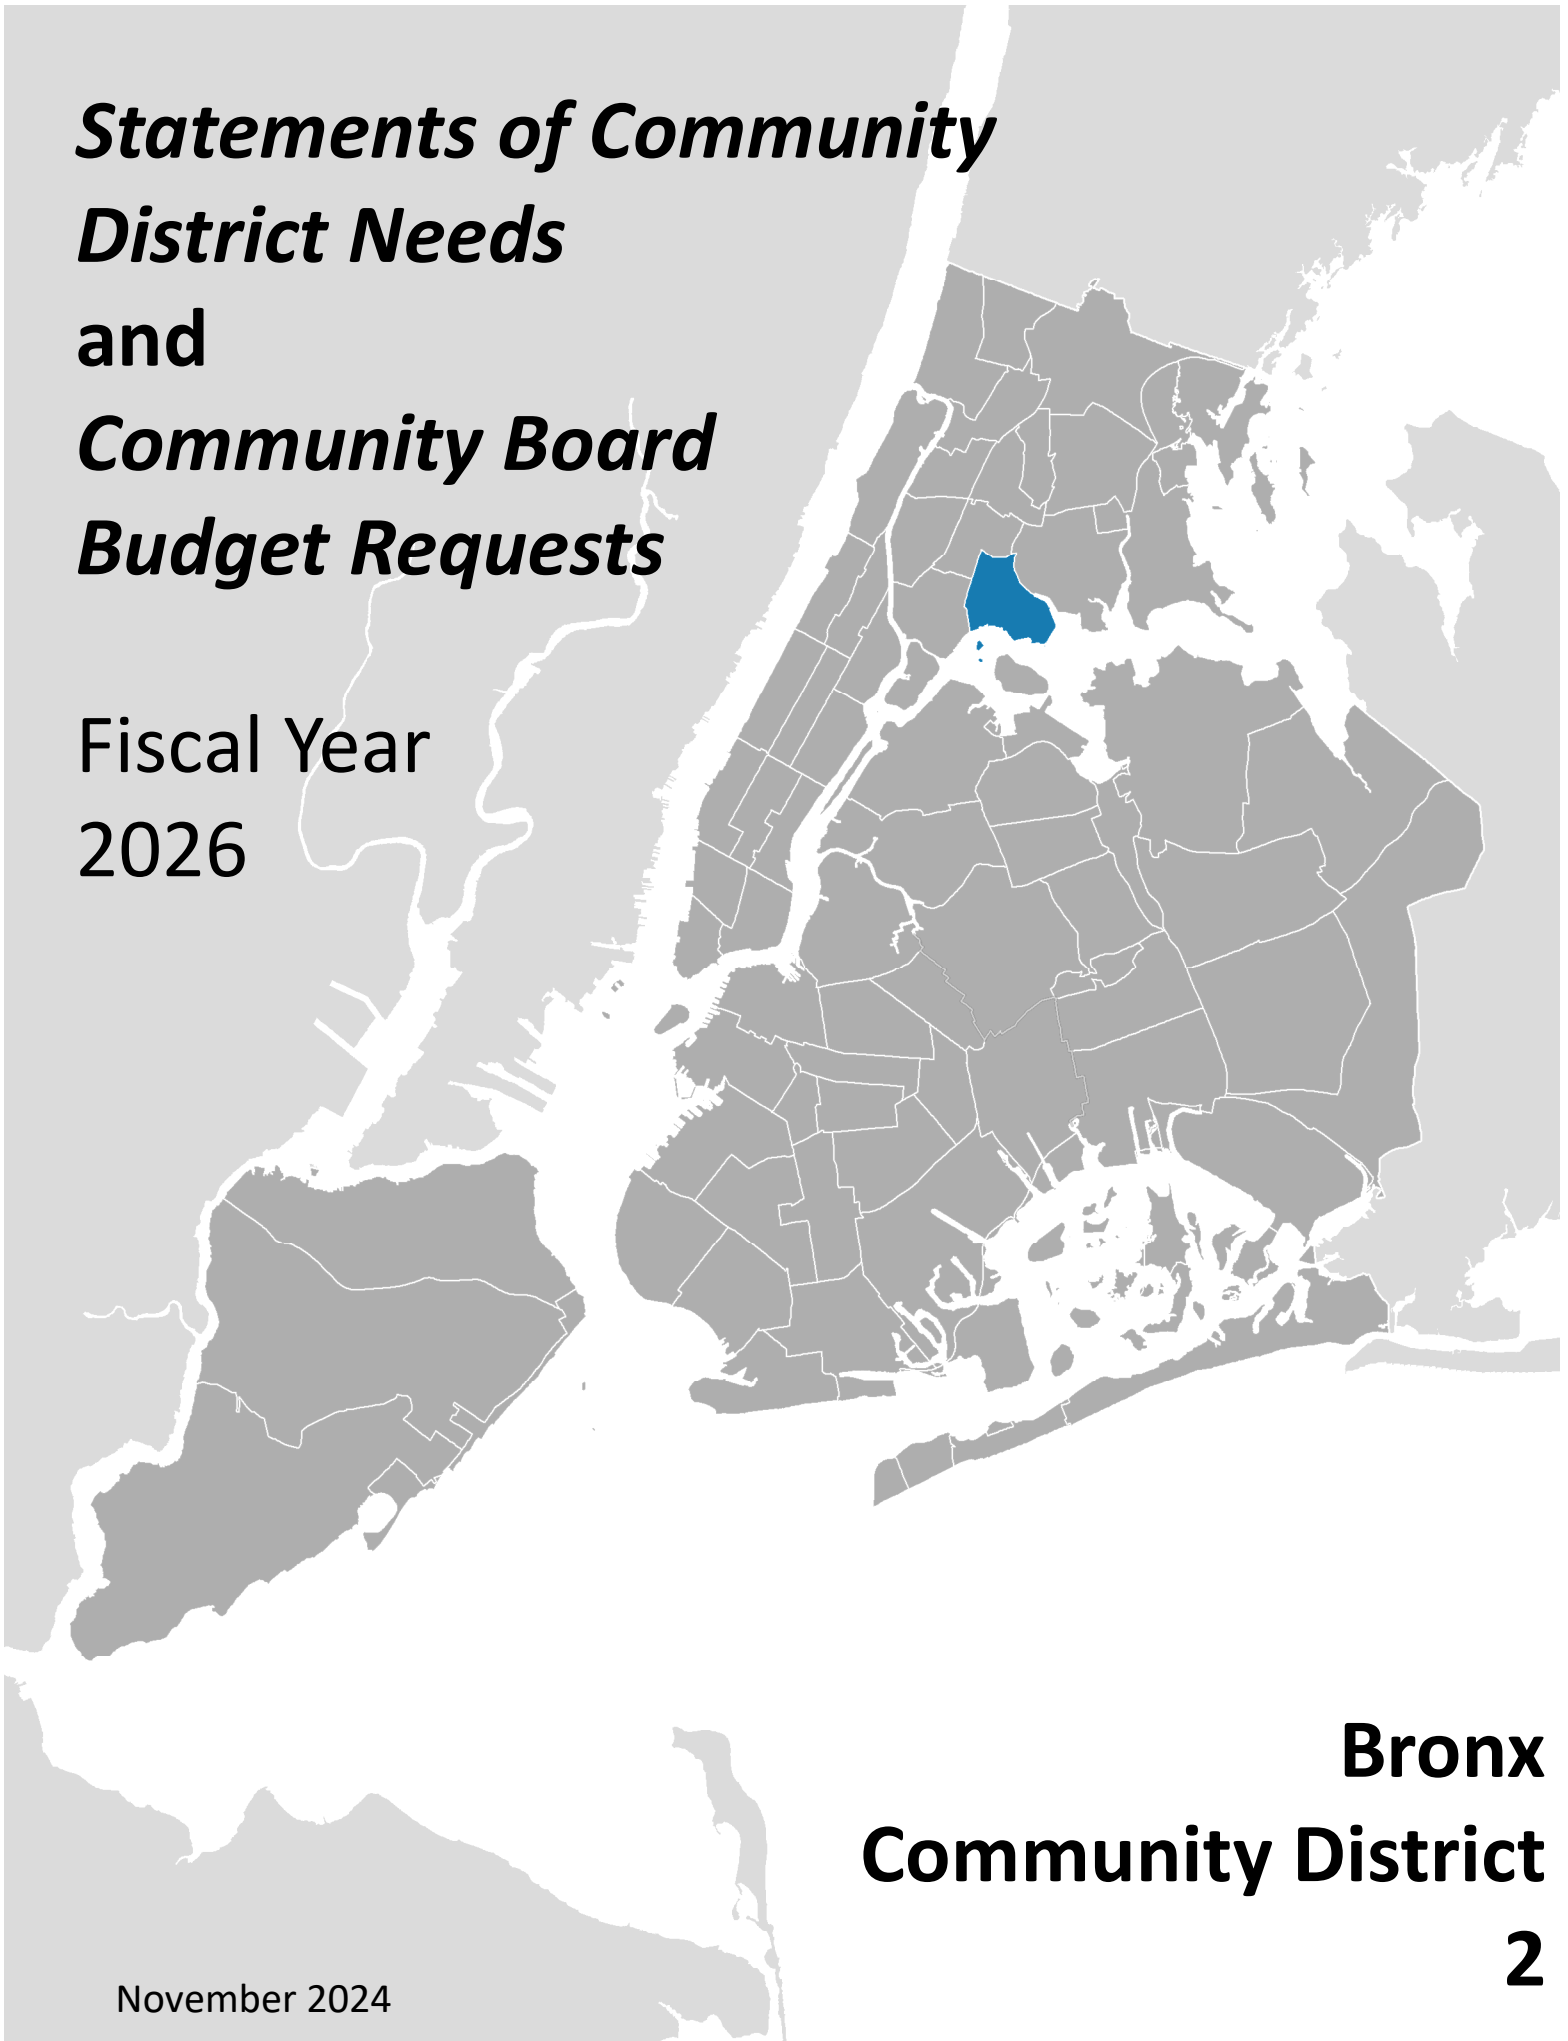 Statements of Community
District Needs
and
Community Board
Budget Requests
Fiscal Year
2026
Bronx
Community District
2
November 2024